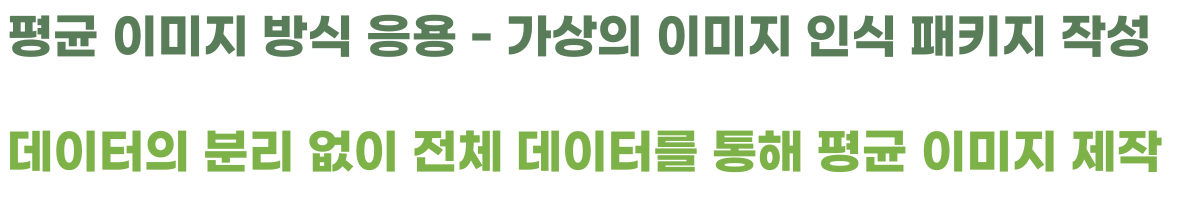 평균 이미지 방식 응용 - 가상의 이미지 인식 패키지 작성
데이터의 분리 없이 전체 데이터를 통해 평균 이미지 제작